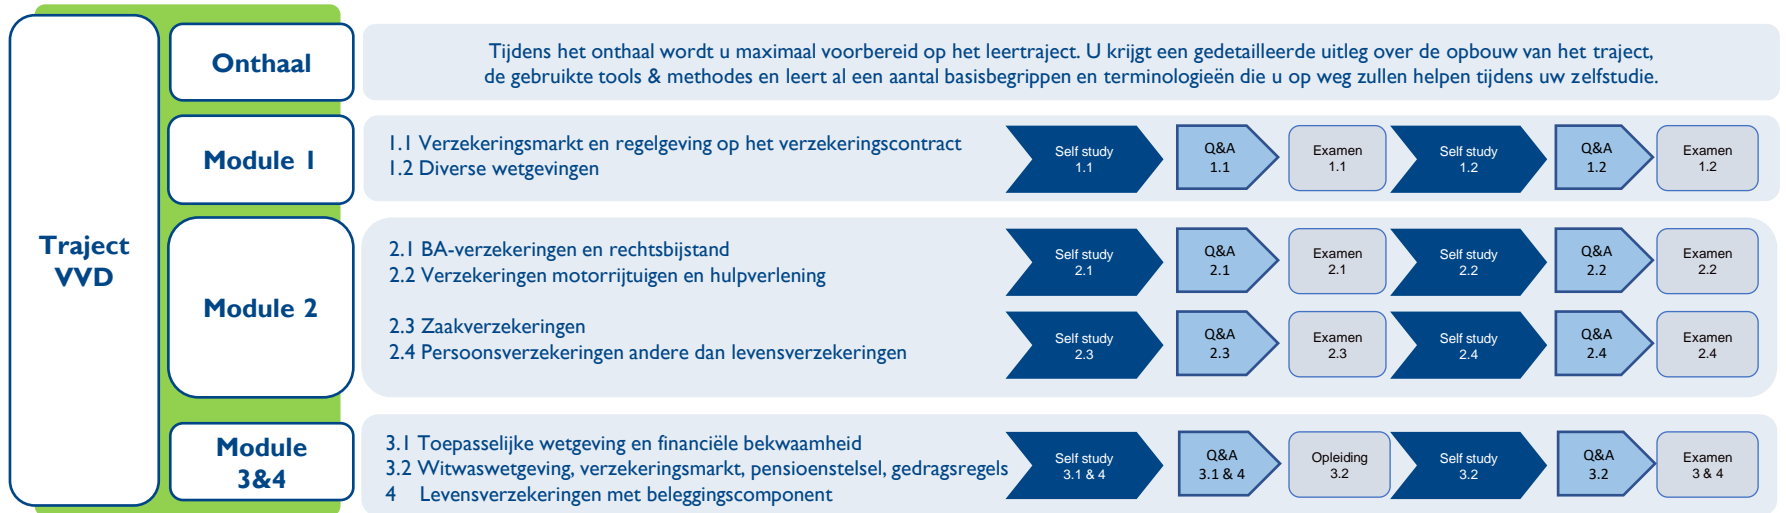 Traject
VVD
Onthaal
Tijdens het onthaal wordt u maximaal voorbereid op het leertraject. U krijgt een gedetailleerde uitleg over de opbouw van het traject,
de gebruikte tools & methodes en leert al een aantal basisbegrippen en terminologieën die u op weg zullen helpen tijdens uw zelfstudie.
Module 1
1.1 Verzekeringsmarkt en regelgeving op het verzekeringscontract
1.2 Diverse wetgevingen
Self study
1.1
Q&A
1.1
Examen
1.1
Self study
1.2
Q&A
1.2
Examen
1.2
Module 2
2.1 BA-verzekeringen en rechtsbijstand
2.2 Verzekeringen motorrijtuigen en hulpverlening
Self study
2.1
Q&A
2.1
Examen
2.1
Self study
2.2
Q&A
2.2
Examen
2.2
2.3 Zaakverzekeringen
2.4 Persoonsverzekeringen andere dan levensverzekeringen
Self study
2.3
Q&A
2.3
Examen
2.3
Self study
2.4
Q&A
2.4
Examen
2.4
Module
3&4
3.1 Toepasselijke wetgeving en financiële bekwaamheid
3.2 Witwaswetgeving, verzekeringsmarkt, pensioenstelsel, gedragsregels
4 Levensverzekeringen met beleggingscomponent
Self study
3.1 & 4
Q&A
3.1 & 4
Opleiding
3.2
Self study
3.2
Q&A
3.2
Examen
3 & 4